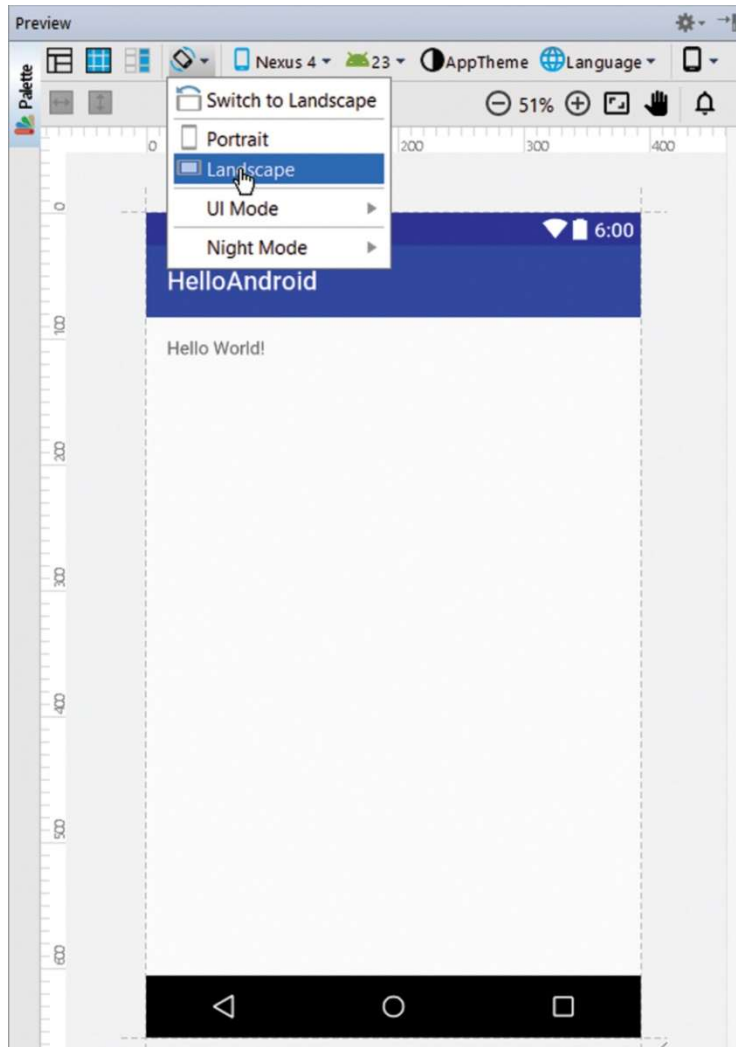 Preview
Palette
Nexus 4 23 AppTheme Language
Switch to Landscape 51%
Portrait
Landscape
UI Mode
Night Mode
0 200 300 400
0
100
200
300
400
500
600
6:00
HelloAndroid
Hello World!